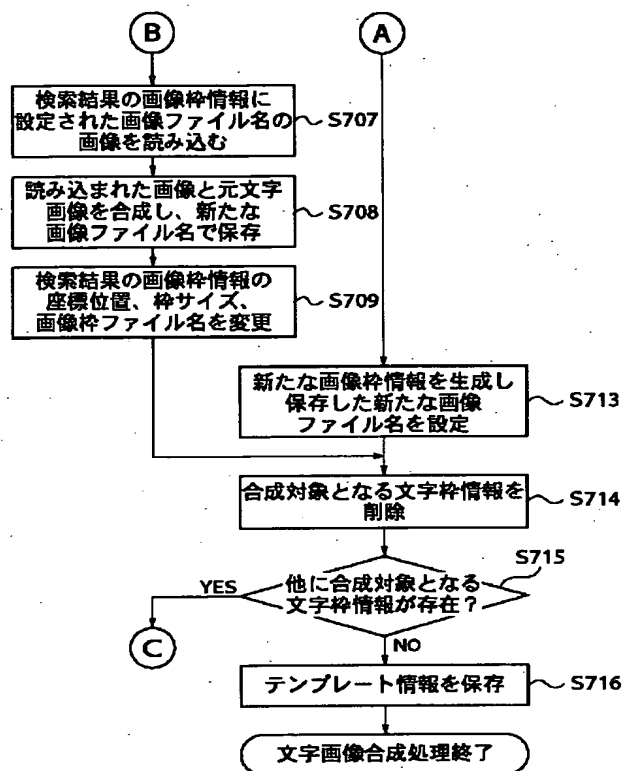 B
A
検索結果の画像枠情報に
設定された画像ファイル名の
画像を読み込む
S707
読み込まれた画像と元文字
画像を合成し、新たな
画像ファイル名で保存
S708
検索結果の画像枠情報の
座標位置、枠サイズ、
画像枠ファイル名を変更
S709
新たな画像枠情報を生成し
保存した新たな画像
ファイル名を設定
S713
合成対象となる文字枠情報を
削除
S714
S715
他に合成対象となる
文字枠情報が存在?
YES
C
NO
テンプレート情報を保存
S716
文字画像合成処理終了